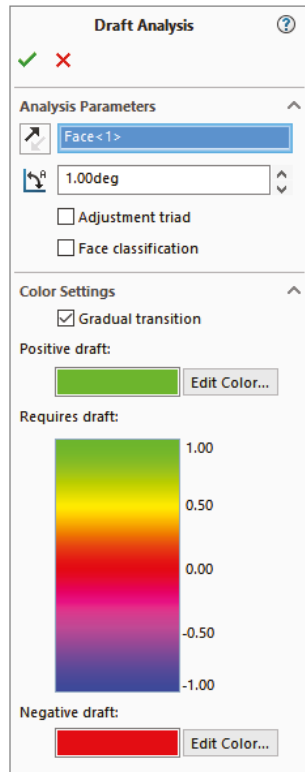 Draft Analysis ?
Analysis Parameters
Face<1>
A
1.00deg
Adjustment triad
Face classification
Color Settings
Gradual transition
Positive draft:
Edit Color...
Requires draft:
1.00
0.50
0.00
-0.50
-1.00
Negative draft:
Edit Color...